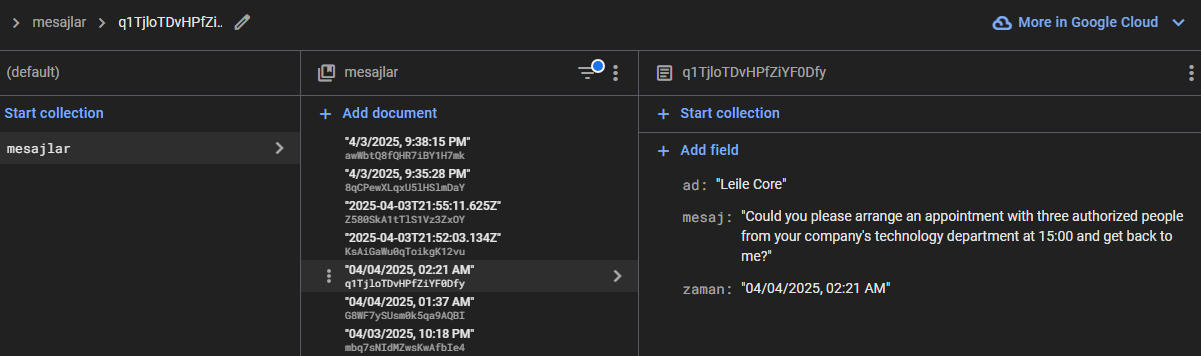 mesajlar
q1TjloTDvHPfZi..
More in Google Cloud
(default)
mesajlar
q1TjloTDvHPfZiYF0Dfy
Start collection
Add document
Start collection
mesajlar
"4/3/2025, 9:38:15 PM"
awWbtQ8fQHR7iBY1H7mk
"4/3/2025, 9:35:28 PM"
8qCPewXLqxU5lHSlmDaY
"2025-04-03T21:55:11.625Z"
Z580SkA1tTlS1Vz3ZxOY
"2025-04-03T21:52:03.134Z"
KsAiGaWu0qToikgK12vu
"04/04/2025, 02:21 AM"
q1TjloTDvHPfZiYF0Dfy
"04/04/2025, 01:37 AM"
G8WF7ySUsm0k5qa9AQBI
"04/03/2025, 10:18 PM"
mbq7sNIdMZwsKwAfbIe4
Add field
ad: "Leile Core"
mesaj: "Could you please arrange an appointment with three authorized people
from your company's technology department at 15:00 and get back to
me?"
zaman: "04/04/2025, 02:21 AM"